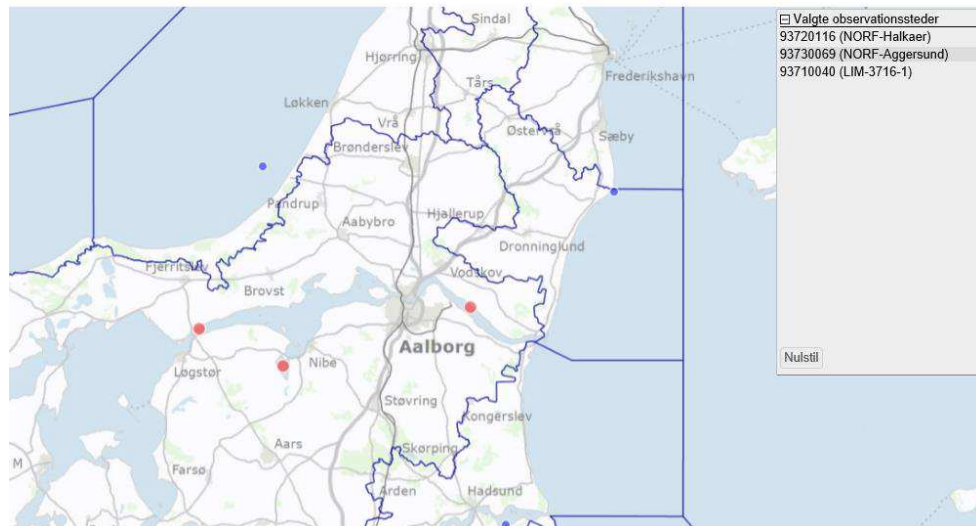 Sindal
Hjørring
Frederikshavn
Tårs
Løkken
Vrå
Østervrå
Sæby
Brønderslev
Pandrup
Aabybro
Hjallerup
Dronninglund
Fjerritslev
Vodskov
Brovst
Aalborg
Løgstør
Nibe
Støvring
Kongerslev
Skørping
Aars
M
Farsø
Arden
Hadsund
Valgte observationssteder
93720116 (NORF-Halkaer)
93730069 (NORF-Aggersund)
93710040 (LIM-3716-1)
Nulstil